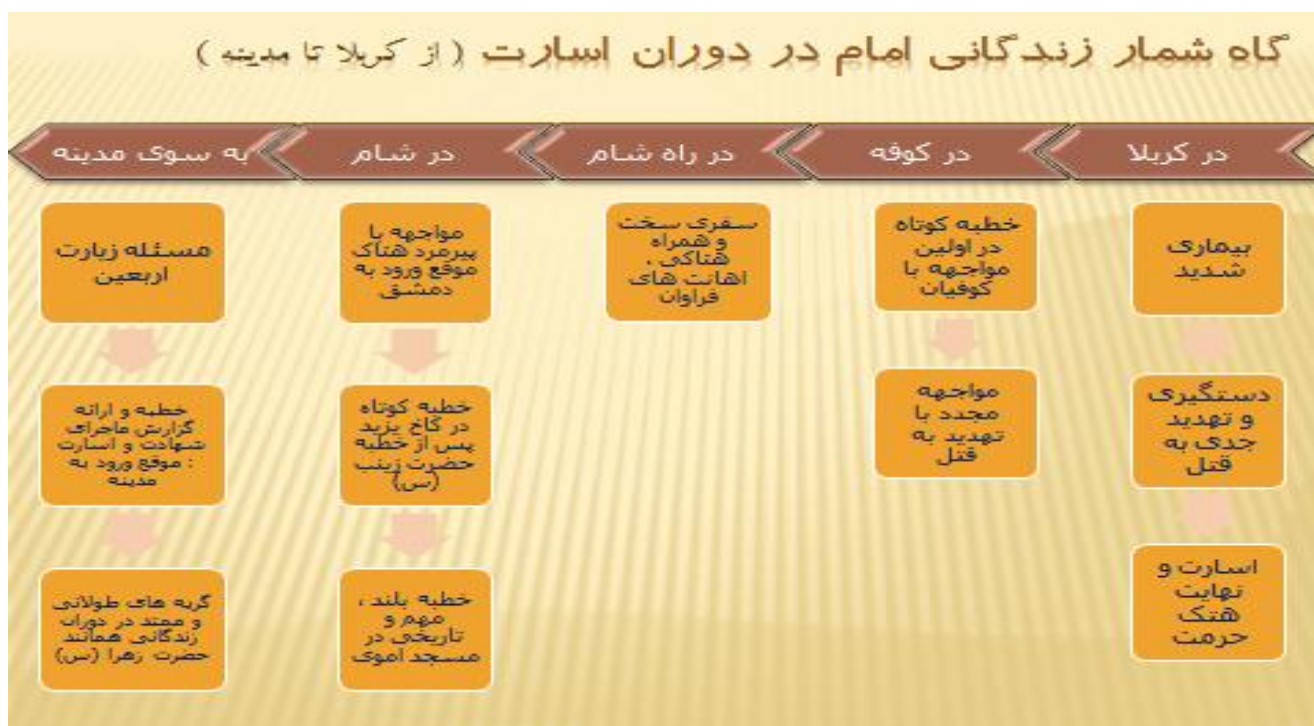 گاه شمار زندگانی امام در دوران اسارت ( از کربلا تا مدینه )
در کربلا
در کوفه
در راه شام
در شام
به سوی مدینه
بیماری
شدید
دستگیری
و تهدید
جدی به
قتل
اسارت و
نهایت
هتک
حرمت
خطبه کوتاه
در اولین
مواجهه با
کوفیان
مواجهه
مجدد با
تهدید به
قتل
سفری سخت
و همراه
هتاکی ،
اهانت های
فراوان
مواجهه با
پیرمرد هتاک
موقع ورود به
دمشق
خطبه کوتاه
در کاخ یزید
پس از خطبه
حضرت زینب
(س)
خطبه بلند ،
مهم و
تاریخی در
مسجد اموی
مسئله زیارت
اربعین
خطبه و ارائه
گزارش ماجرای
شهادت و اسارت
: موقع ورود به
مدینه
گریه های طولانی
و ممتد در دوران
زندگانی همانند
حضرت زهرا (س)